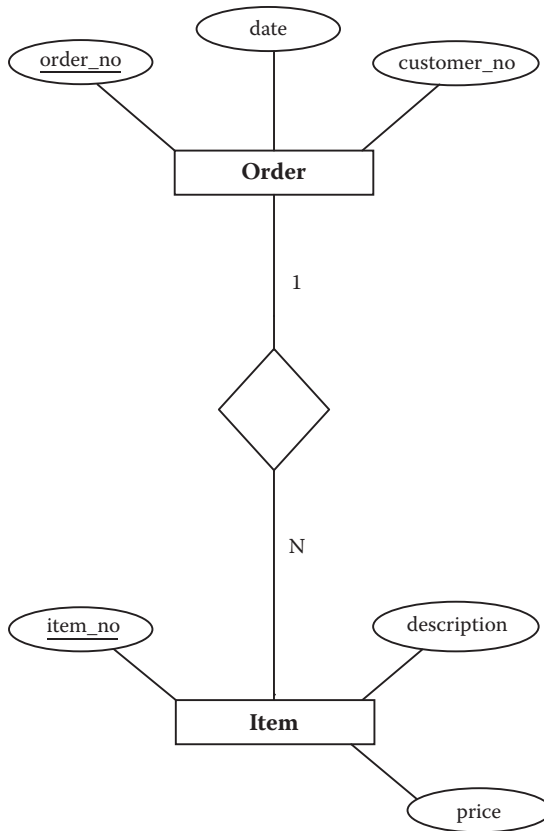 date
order_no
customer_no
Order
1
N
item_no
description
Item
price